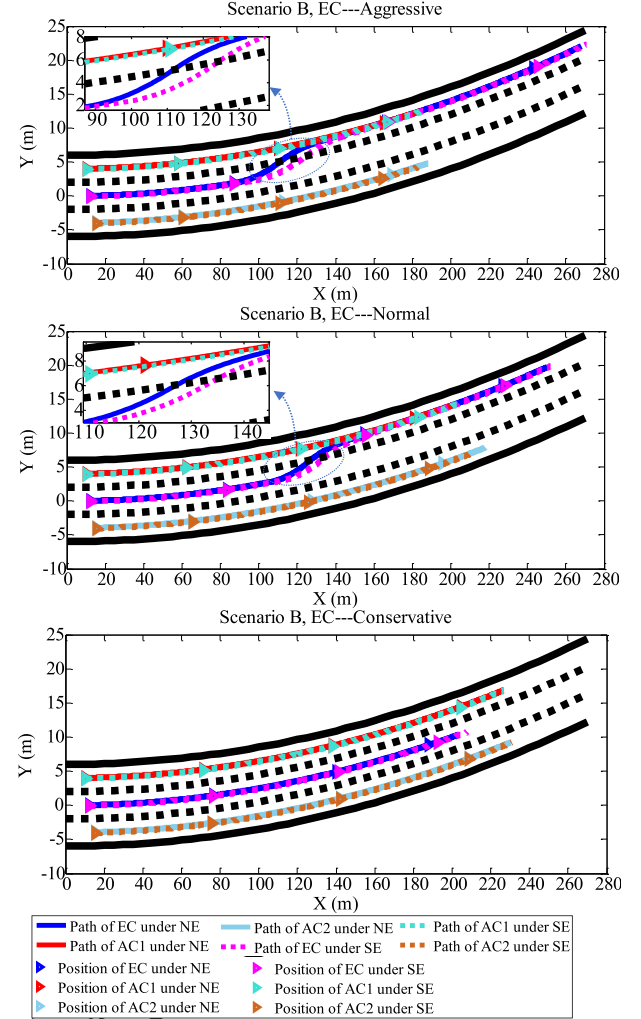 Scenario B, EC---Aggressive
25
20
15
10
5
0
-5
-10
Y (m)
8
6
4
2
90 100 110 120 130
0 20 40 60 80 100 120 140 160 180 200 220 240 260 280
X (m)
Scenario B, EC---Normal
25
20
15
10
5
0
-5
-10
Y (m)
8
6
4
110 120 130 140
0 20 40 60 80 100 120 140 160 180 200 220 240 260 280
X (m)
Scenario B, EC---Conservative
25
20
15
10
5
0
-5
-10
Y (m)
0 20 40 60 80 100 120 140 160 180 200 220 240 260 280
X (m)
Path of EC under NE Path of AC2 under NE Path of AC1 under SE
Path of AC1 under NE Path of EC under SE Path of AC2 under SE
Position of EC under NE Position of EC under SE
Position of AC1 under NE Position of AC1 under SE
Position of AC2 under NE Position of AC2 under SE